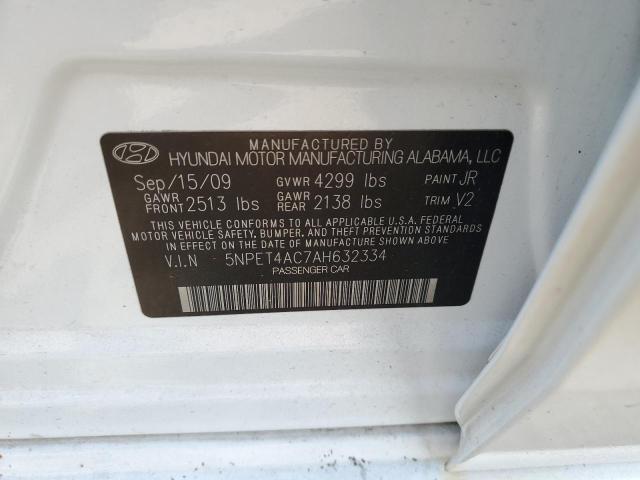 MANUFACTURED BY
HYUNDAI MOTOR MANUFACTURING ALABAMA, LLC
Sep/15/09 GVWR 4299 lbs PAINT JR
GAWR FRONT 2513 lbs GAWR REAR 2138 lbs TRIM V2
THIS VEHICLE CONFORMS TO ALL APPLICABLE U.S.A. FEDERAL
MOTOR VEHICLE SAFETY, BUMPER, AND THEFT PREVENTION STANDARDS
IN EFFECT ON THE DATE OF MANUFACTURE SHOWN ABOVE.
V.I.N 5NPET4AC7AH632334
PASSENGER CAR